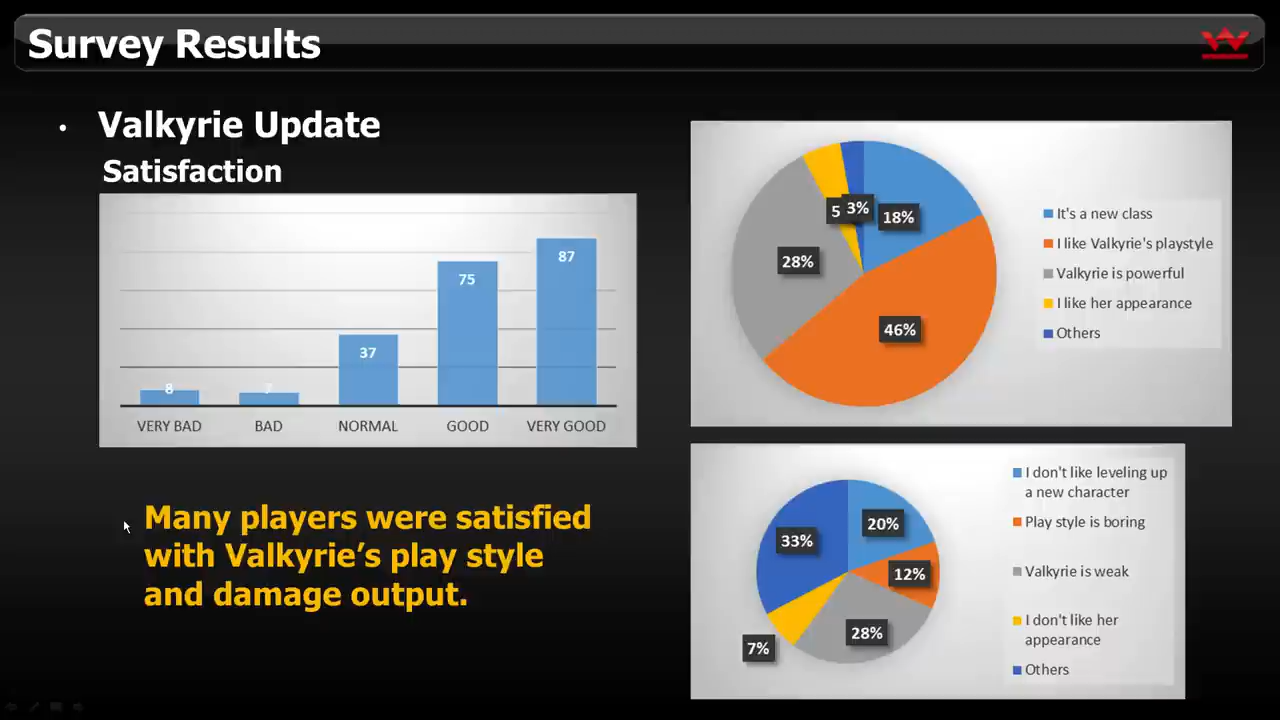 Survey Results
• Valkyrie Update
Satisfaction
8
7
37
75
87
VERY BAD
BAD
NORMAL
GOOD
VERY GOOD
Many players were satisfied
with Valkyrie’s play style
and damage output.
5
3%
18%
28%
46%
It's a new class
I like Valkyrie's playstyle
Valkyrie is powerful
I like her appearance
Others
20%
33%
12%
28%
7%
I don't like leveling up
a new character
Play style is boring
Valkyrie is weak
I don't like her
appearance
Others